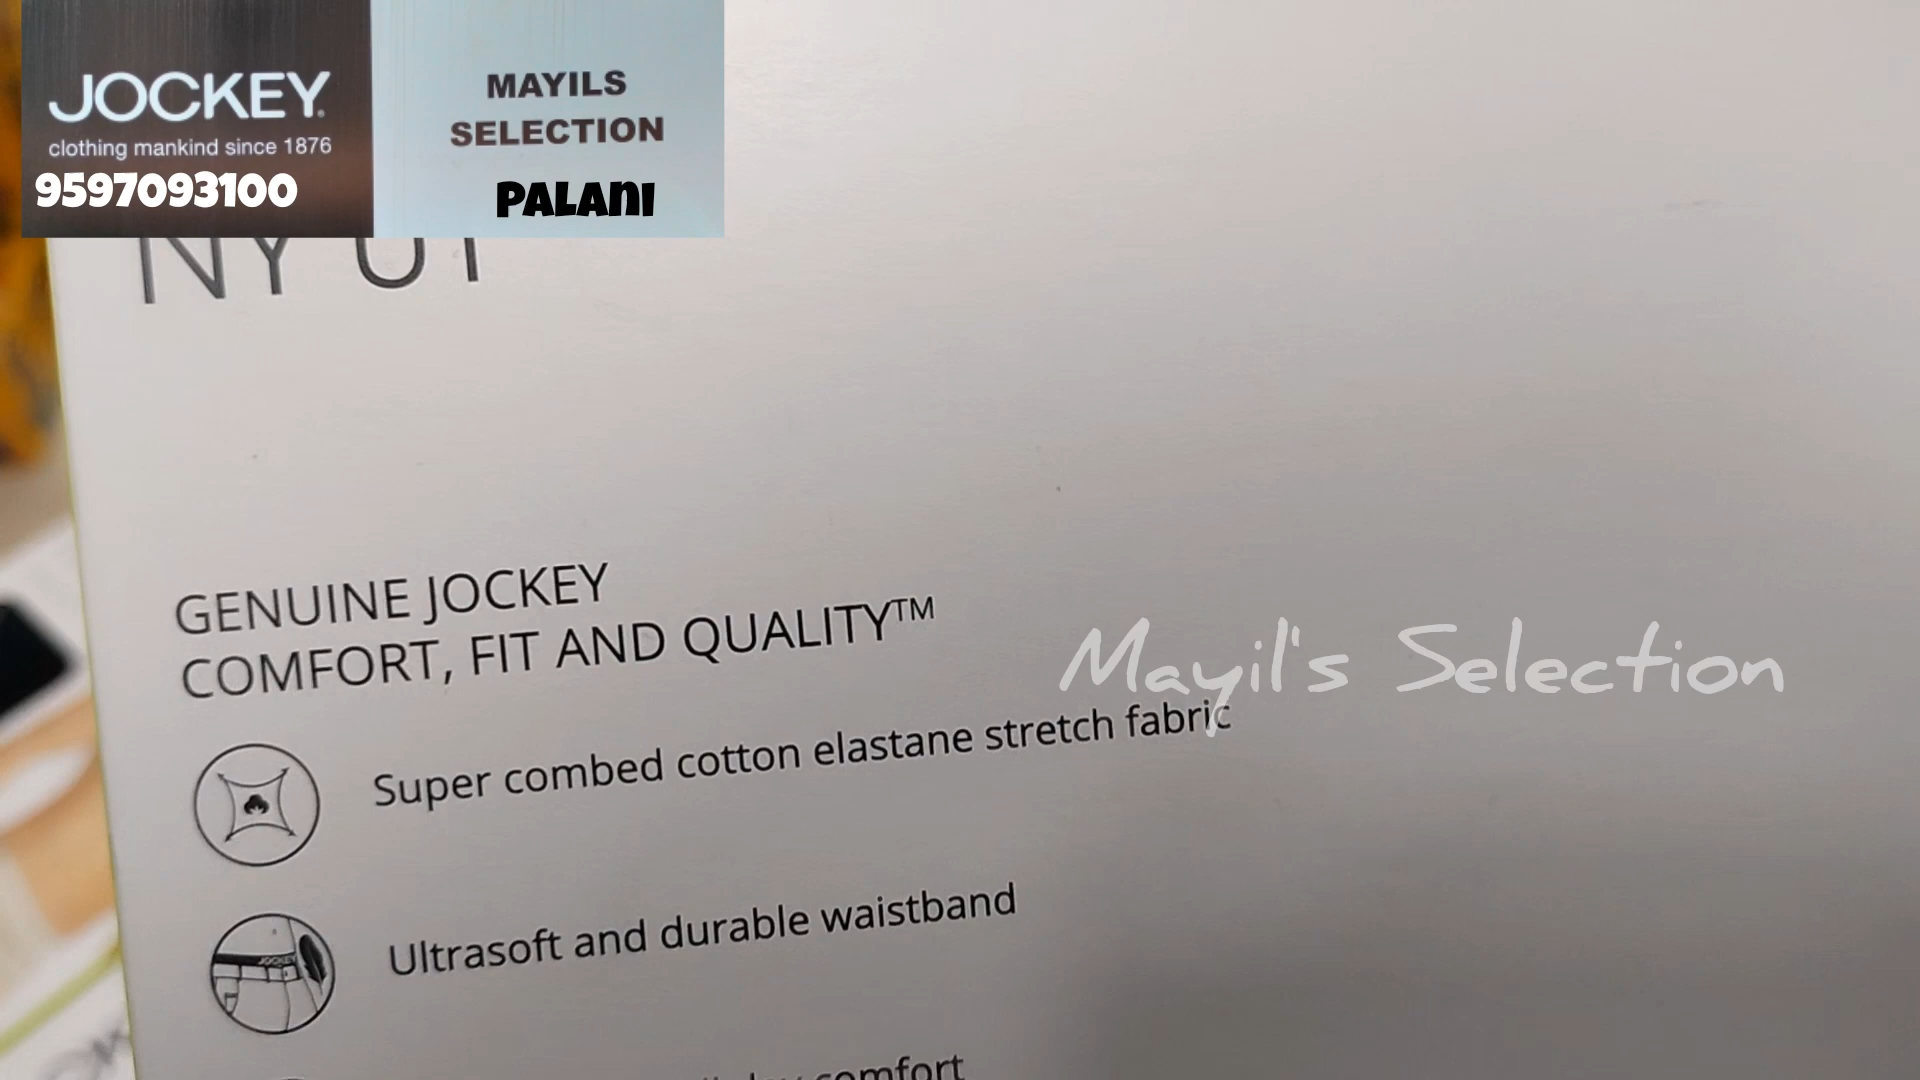 JOCKEY®
clothing mankind since 1876
9597093100
MAYILS
SELECTION
PALANI
GENUINE JOCKEY
COMFORT, FIT AND QUALITY™
Mayil's Selection
Super combed cotton elastane stretch fabric
Ultrasoft and durable waistband
comfort